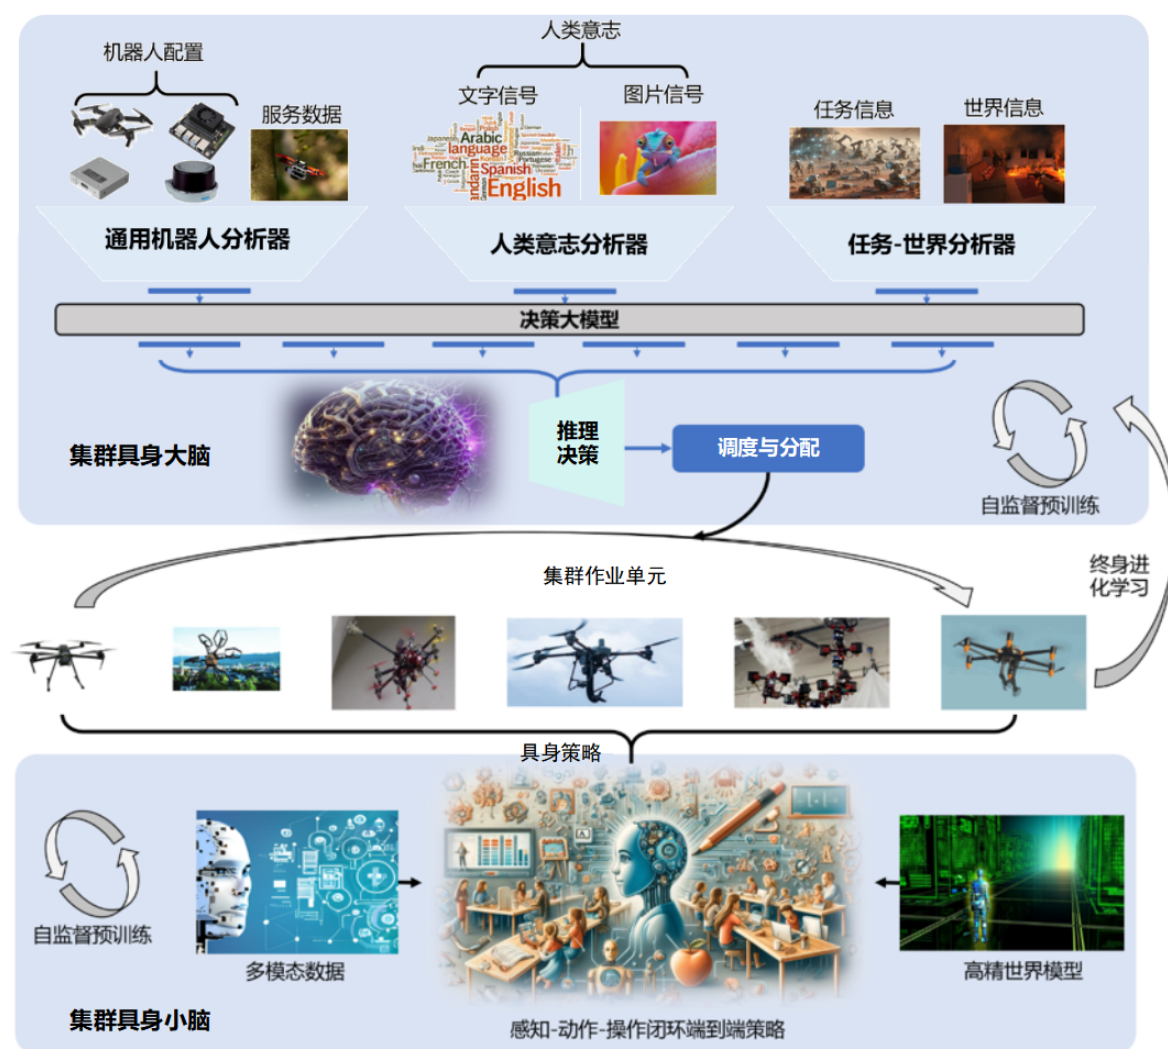 人类意志
机器人配置
服务数据
文字信号
图片信号
任务信息
世界信息
Arabic
language
French
Spanish
English
Russian
Portuguese
通用机器人分析器
人类意志分析器
任务-世界分析器
决策大模型
集群具身大脑
推理
决策
调度与分配
自监督预训练
集群作业单元
终身进
化学习
具身策略
自监督预训练
多模态数据
高精世界模型
集群具身小脑
感知-动作-操作闭环端到端策略